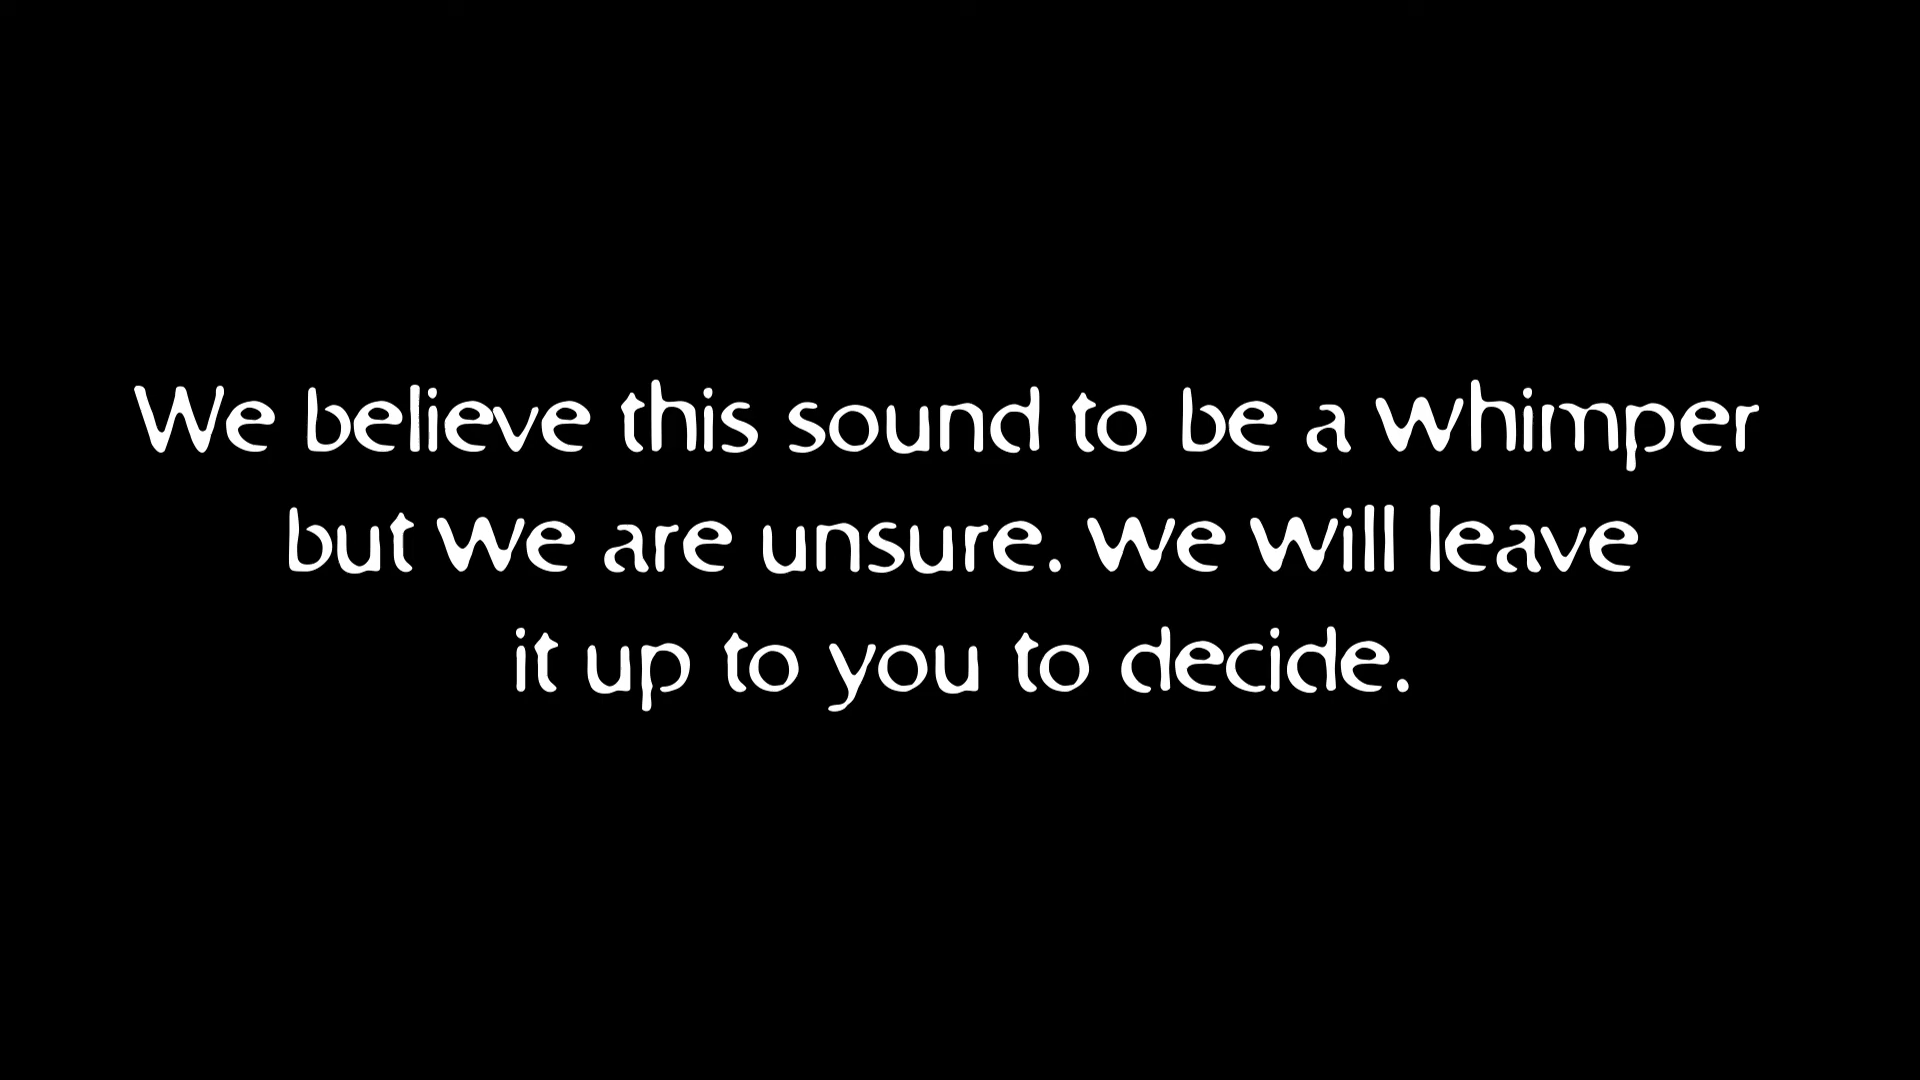 We believe this sound to be a whimper
but we are unsure. We will leave
it up to you to decide.